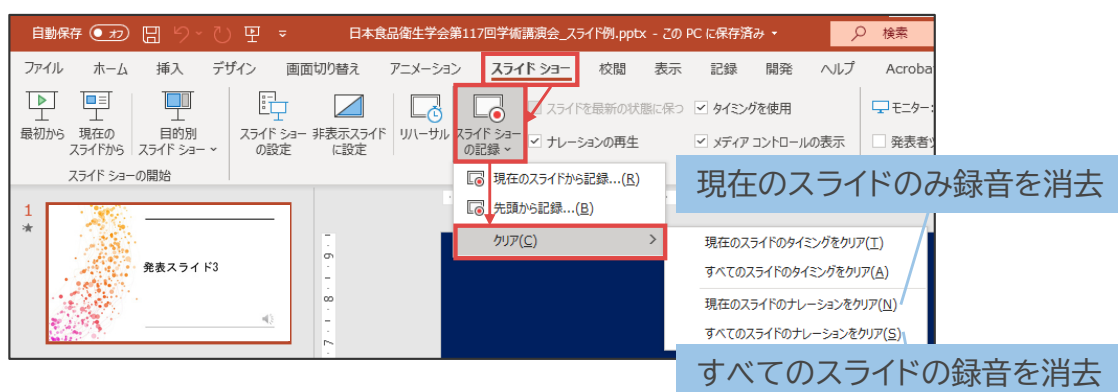 自動保存 オフ 日本食品衛生学会第117回学術講演会_スライド例.pptx - この PC に保存済み 検索
ファイル ホーム 挿入 デザイン 画面切り替え アニメーション スライド ショー 校閲 表示 記録 開発 ヘルプ Acroba
最初から 現在の スライドから 目的別 スライド ショー スライド ショー の設定 非表示スライド に設定 リハーサル スライド ショー の記録
スライドを最新の状態に保つ タイミングを使用 モニター:
ナレーションの再生 メディア コントロールの表示 発表者ツ
スライド ショーの開始
現在のスライドから記録...(R)
先頭から記録...(B)
クリア(C)
現在のスライドのみ録音を消去
現在のスライドのタイミングをクリア(T)
すべてのスライドのタイミングをクリア(A)
現在のスライドのナレーションをクリア(N)
すべてのスライドのナレーションをクリア(S)
すべてのスライドの録音を消去
1
発表スライド3
9
8
7